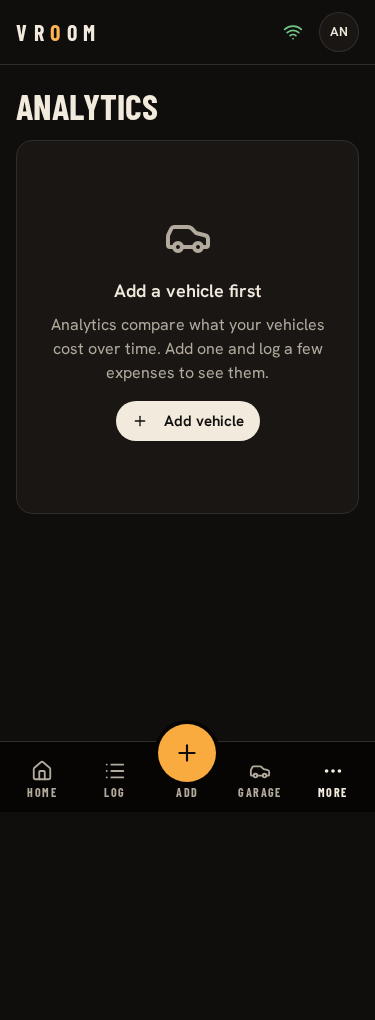 VROOM
AN
ANALYTICS
Add a vehicle first
Analytics compare what your vehicles
cost over time. Add one and log a few
expenses to see them.
Add vehicle
HOME
LOG
ADD
GARAGE
MORE